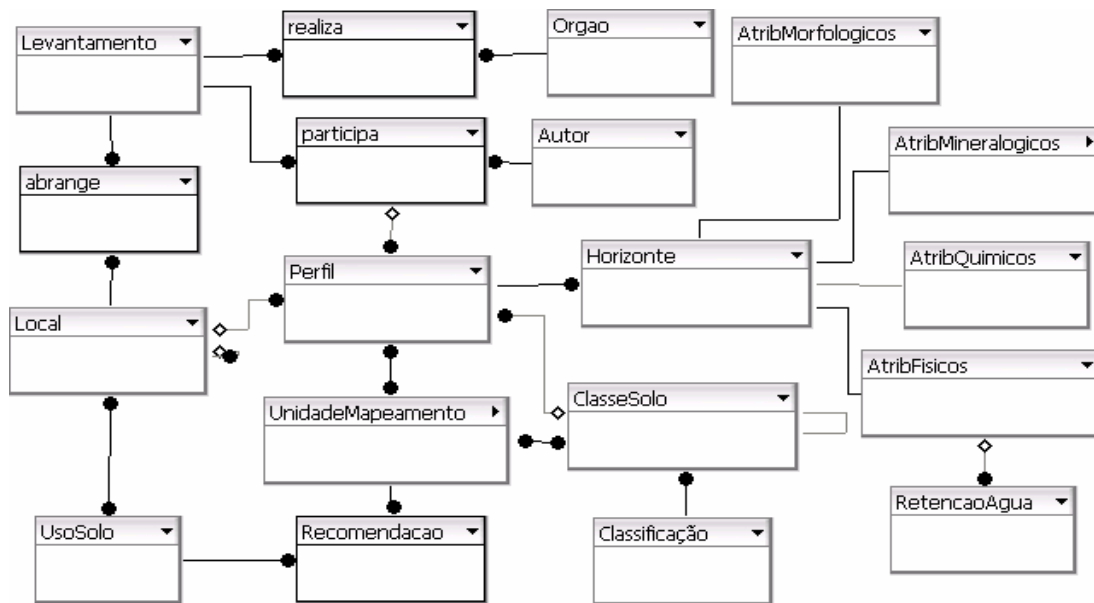 Levantamento
realiza
Orgao
AtribMorfologicos
participa
Autor
AtribMineralogicos
abrange
Perfil
Horizonte
AtribQuimicos
Local
AtribFisicos
UnidadeMapeamento
ClasseSolo
UsoSolo
Recomendacao
Classificação
RetencaoAgua